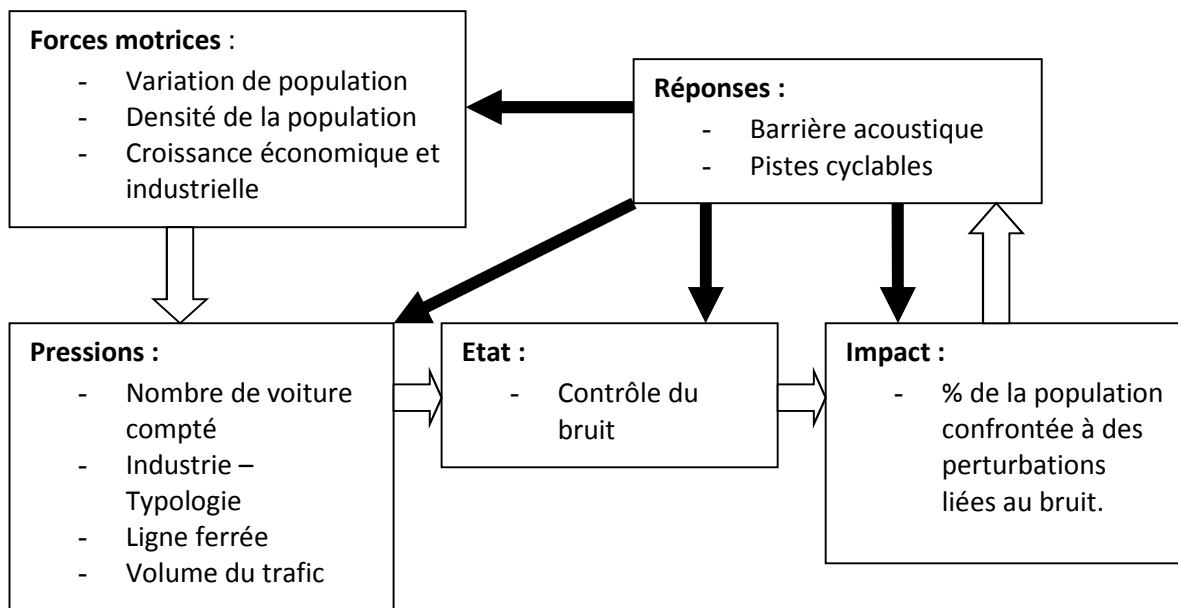 Forces motrices :
- Variation de population
- Densité de la population
- Croissance économique et
industrielle
Réponses :
- Barrière acoustique
- Pistes cyclables
Pressions :
- Nombre de voiture
compté
- Industrie –
Typologie
- Ligne ferrée
- Volume du trafic
Etat :
- Contrôle du
bruit
Impact :
- % de la population
confrontée à des
perturbations
liées au bruit.